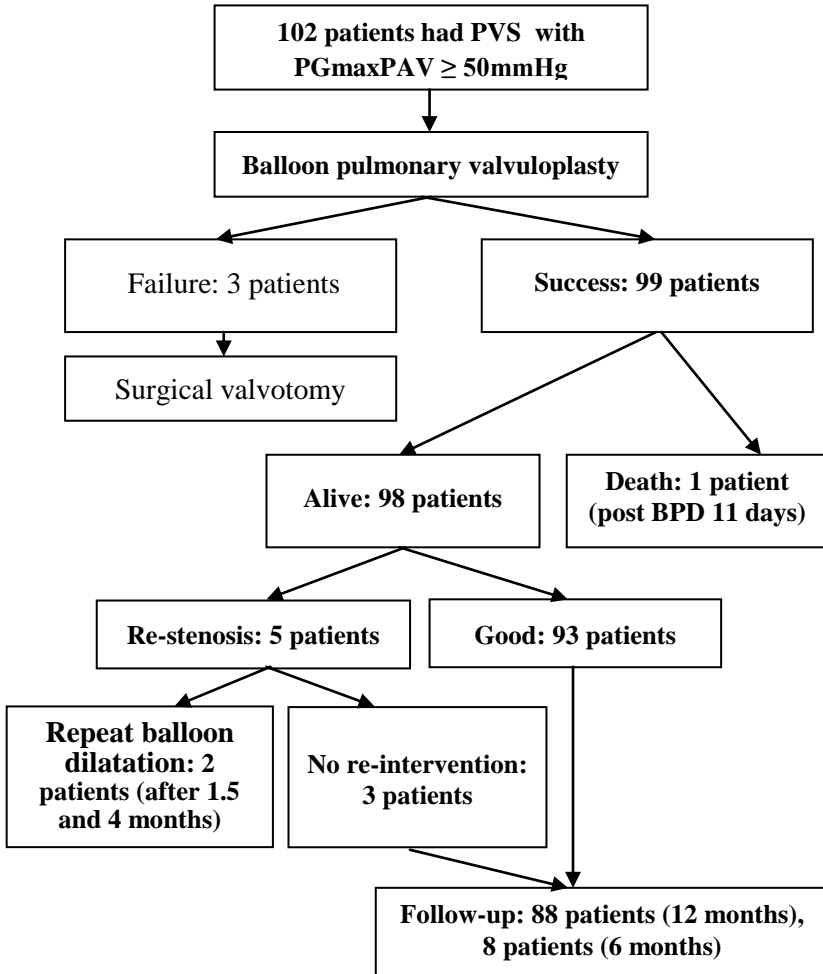 102 patients had PVS with
PGmaxPAV ≥ 50mmHg
Balloon pulmonary valvuloplasty
Failure: 3 patients
Success: 99 patients
Surgical valvotomy
Alive: 98 patients
Death: 1 patient
(post BPD 11 days)
Re-stenosis: 5 patients
Good: 93 patients
Repeat balloon
dilatation: 2
patients (after 1.5
and 4 months)
No re-intervention:
3 patients
Follow-up: 88 patients (12 months),
8 patients (6 months)